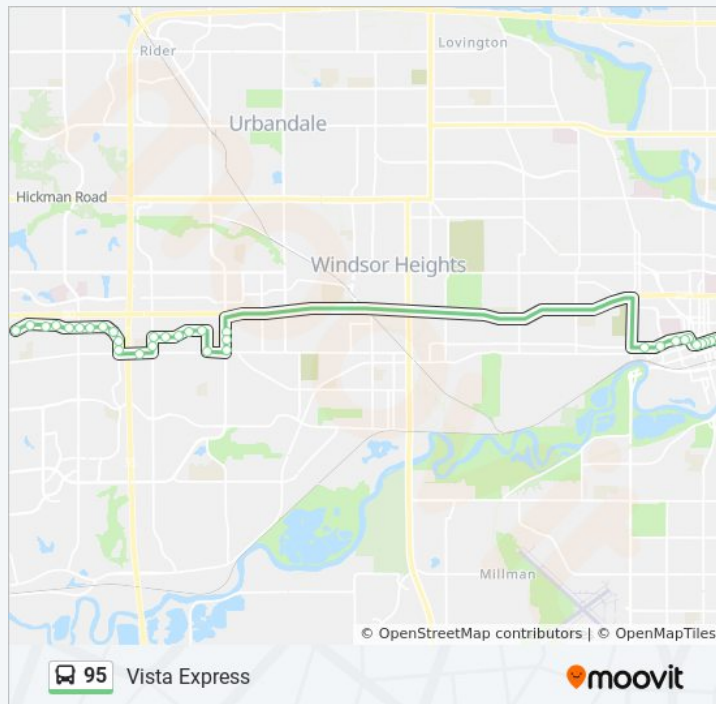 Rider
Lovington
Urbandale
Hickman Road
Windsor Heights
Millman
© OpenStreetMap contributors | © OpenMapTiles
95 Vista Express
moovit